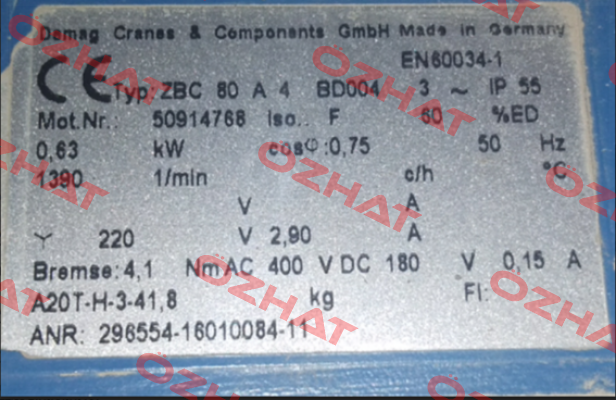 Demag Cranes & Components GmbH Made in Germany
EN60034-1
CE Typ: ZBC 80 A 4 BD004 3 ~ IP 55
Mot.Nr.: 50914768 Iso.. F 60 %ED
0,63 kW cosφ:0,75 50 Hz
1390 1/min c/h °C
V A
Y 220 V 2,90 A
Bremse: 4,1 Nm AC 400 V DC 180 V 0,15 A
A20T-H-3-41,8 kg FI:
ANR: 296554-16010084-11
OZHAT
OZHAT
OZHAT
OZHAT
OZHAT
OZHAT
OZHAT